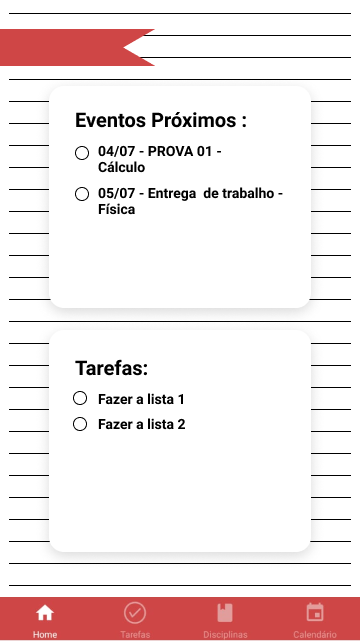 Eventos Próximos :
04/07 - PROVA 01 -
Cálculo
05/07 - Entrega  de trabalho -
Física
Tarefas:
Fazer a lista 1
Fazer a lista 2
Home
Tarefas
Disciplinas
Calendário